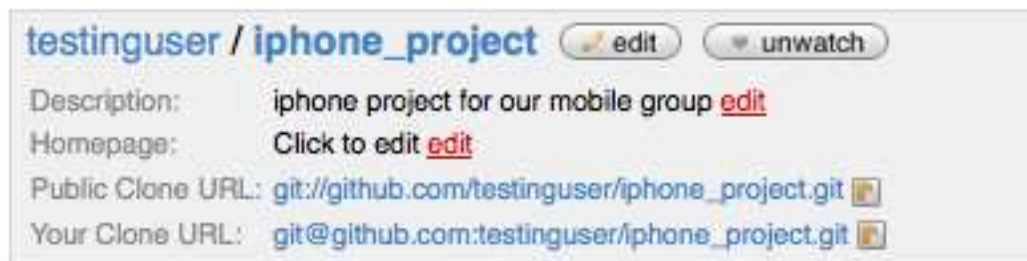 testinguser / iphone_project edit unwatch
Description: iphone project for our mobile group edit
Homepage: Click to edit edit
Public Clone URL: git://github.com/testinguser/iphone_project.git
Your Clone URL: git@github.com:testinguser/iphone_project.git